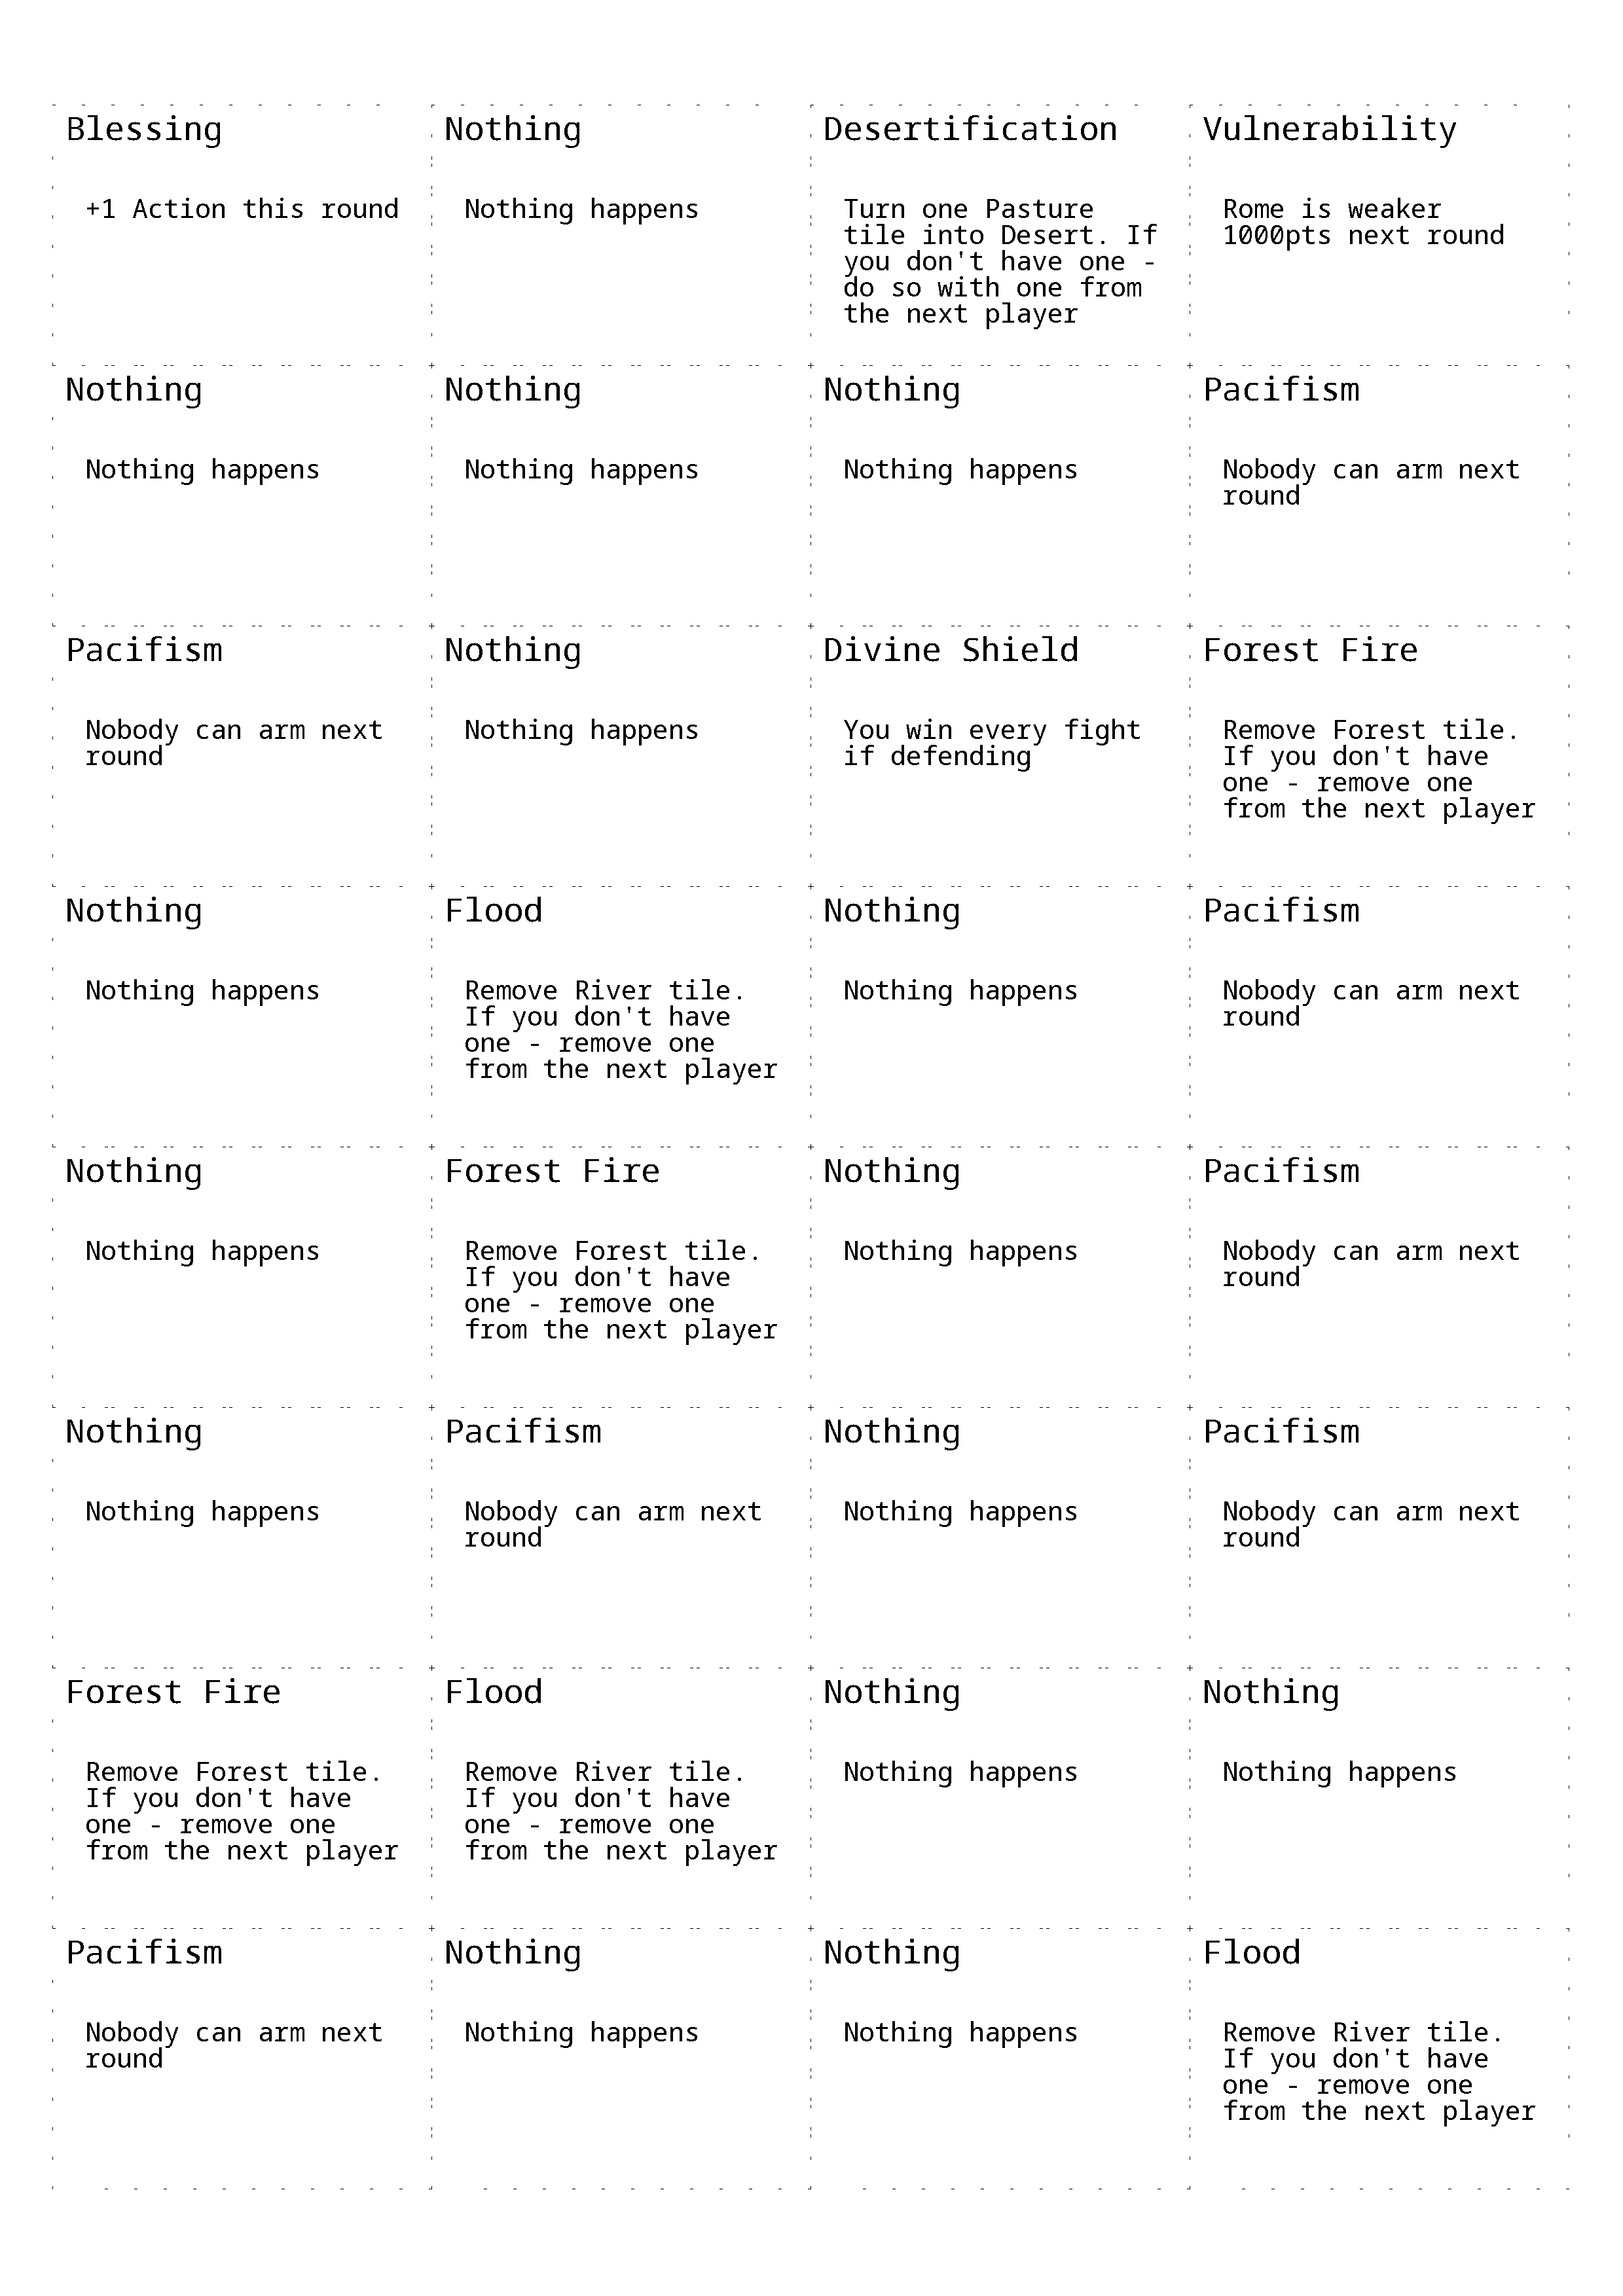 Blessing
+1 Action this round
Nothing
Nothing happens
Desertification
Turn one Pasture
tile into Desert. If
you don't have one -
do so with one from
the next player
Vulnerability
Rome is weaker
1000pts next round
Nothing
Nothing happens
Nothing
Nothing happens
Nothing
Nothing happens
Pacifism
Nobody can arm next
round
Pacifism
Nobody can arm next
round
Nothing
Nothing happens
Divine Shield
You win every fight
if defending
Forest Fire
Remove Forest tile.
If you don't have
one - remove one
from the next player
Nothing
Nothing happens
Flood
Remove River tile.
If you don't have
one - remove one
from the next player
Nothing
Nothing happens
Pacifism
Nobody can arm next
round
Nothing
Nothing happens
Forest Fire
Remove Forest tile.
If you don't have
one - remove one
from the next player
Nothing
Nothing happens
Pacifism
Nobody can arm next
round
Nothing
Nothing happens
Pacifism
Nobody can arm next
round
Nothing
Nothing happens
Pacifism
Nobody can arm next
round
Forest Fire
Remove Forest tile.
If you don't have
one - remove one
from the next player
Flood
Remove River tile.
If you don't have
one - remove one
from the next player
Nothing
Nothing happens
Nothing
Nothing happens
Pacifism
Nobody can arm next
round
Nothing
Nothing happens
Nothing
Nothing happens
Flood
Remove River tile.
If you don't have
one - remove one
from the next player